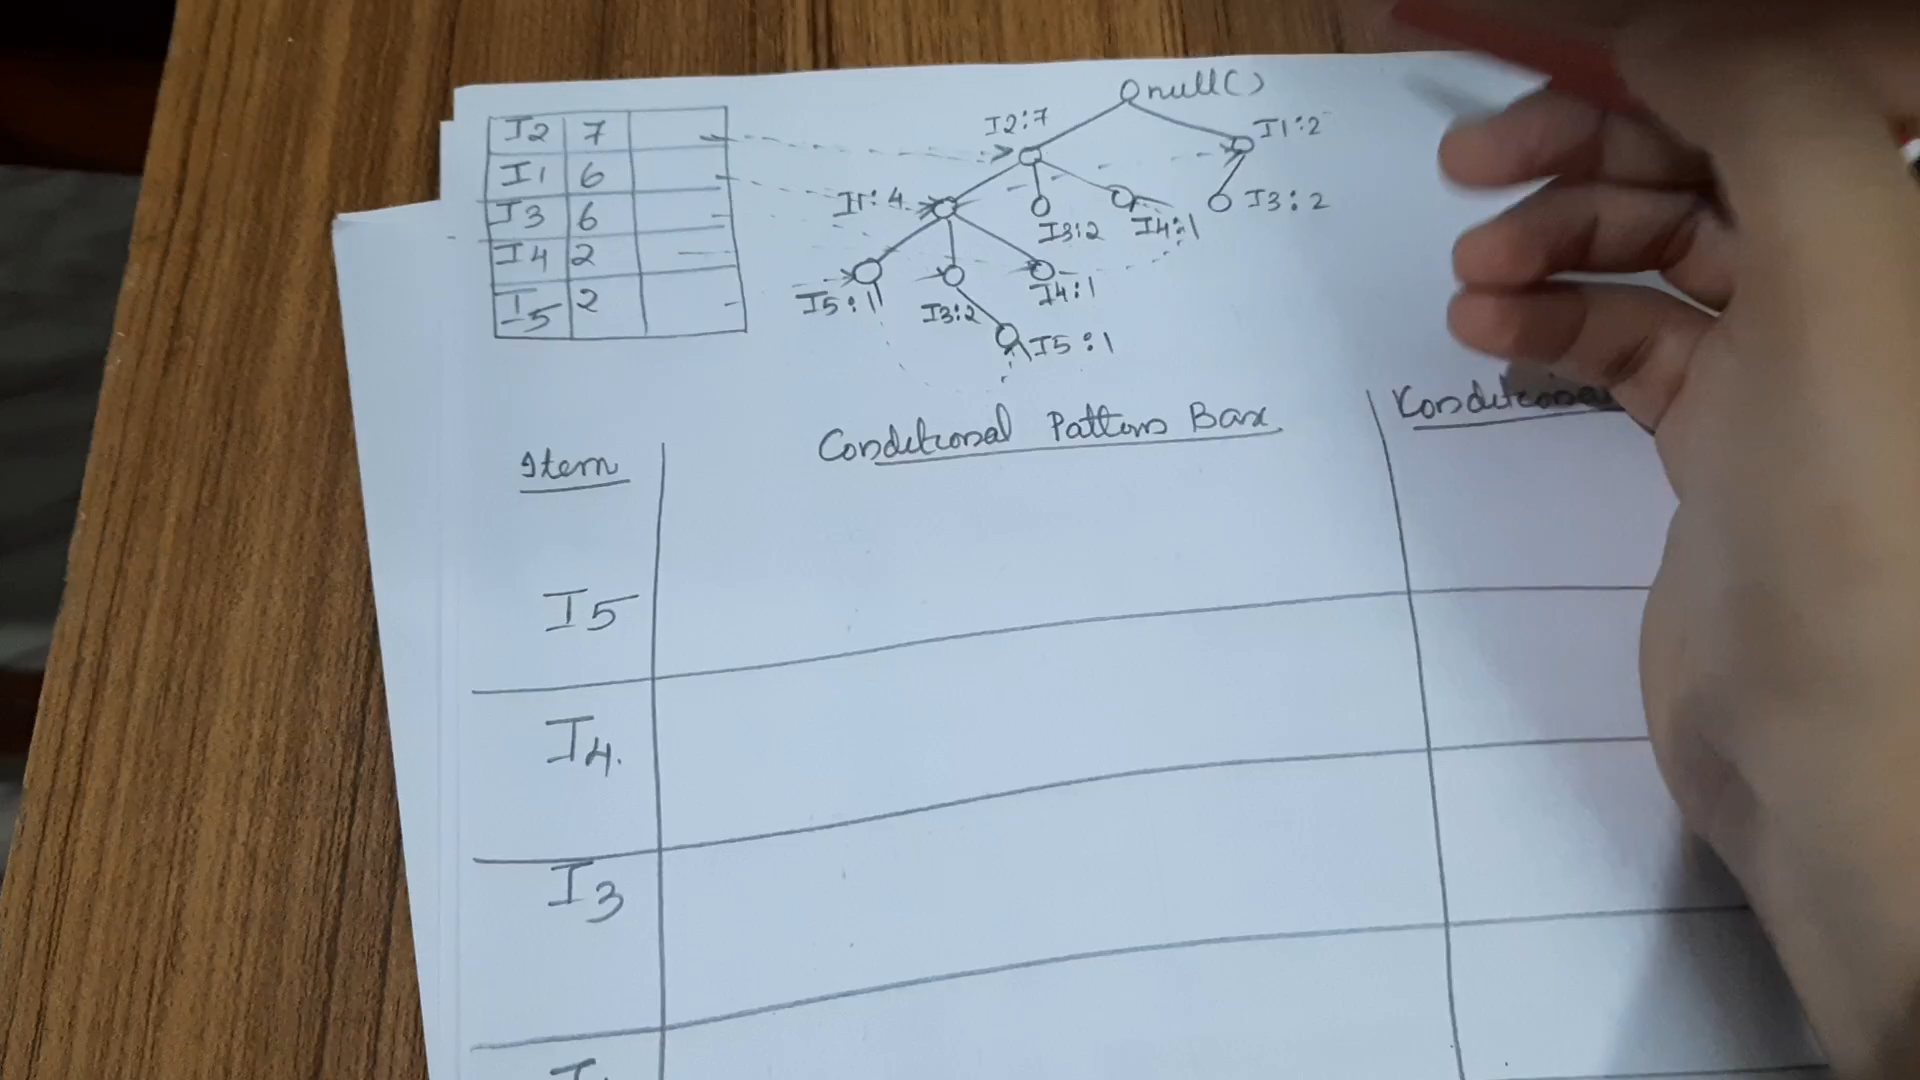 I2 7
I1 6
I3 6
I4 2
I5 2
null()
I2:7
I1:2
I1:4
I3:2
I4:1
I3:2
I5:1
I3:2
I4:1
I5:1
Item
Conditional Pattern Base
Conditional
I5
I4.
I3